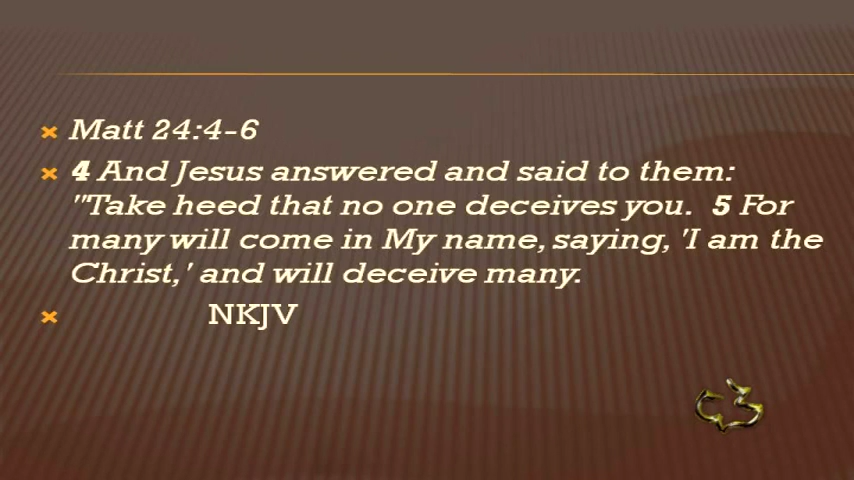 Matt 24:4-6
4 And Jesus answered and said to them:
"Take heed that no one deceives you.  5 For
many will come in My name, saying, 'I am the
Christ,' and will deceive many.
NKJV